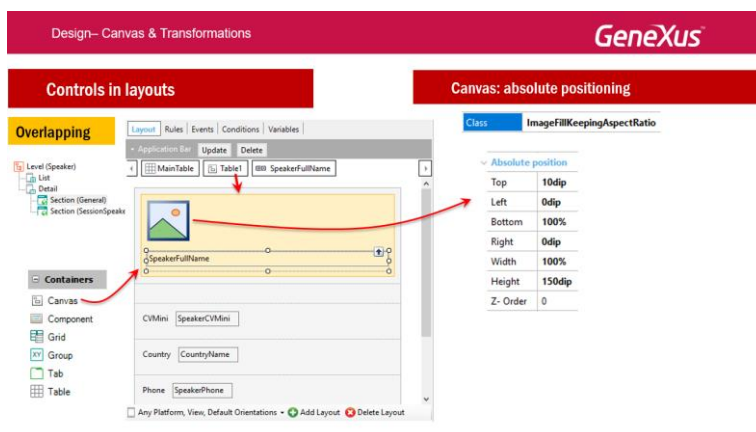 Design– Canvas & Transformations
GeneXus
Controls in layouts
Canvas: absolute positioning
Overlapping
Level (Speaker)
List
Detail
Section (General)
Section (SessionSpeake
Containers
Canvas
Component
Grid
Group
Tab
Table
Layout Rules Events Conditions Variables
Application Bar Update Delete
MainTable Table1 SpeakerFullName
SpeakerFullName
CVMini SpeakerCVMini
Country CountryName
Phone SpeakerPhone
Any Platform, View, Default Orientations Add Layout Delete Layout
Class ImageFillKeepingAspectRatio
Absolute position
Top 10dip
Left 0dip
Bottom 100%
Right 0dip
Width 100%
Height 150dip
Z- Order 0